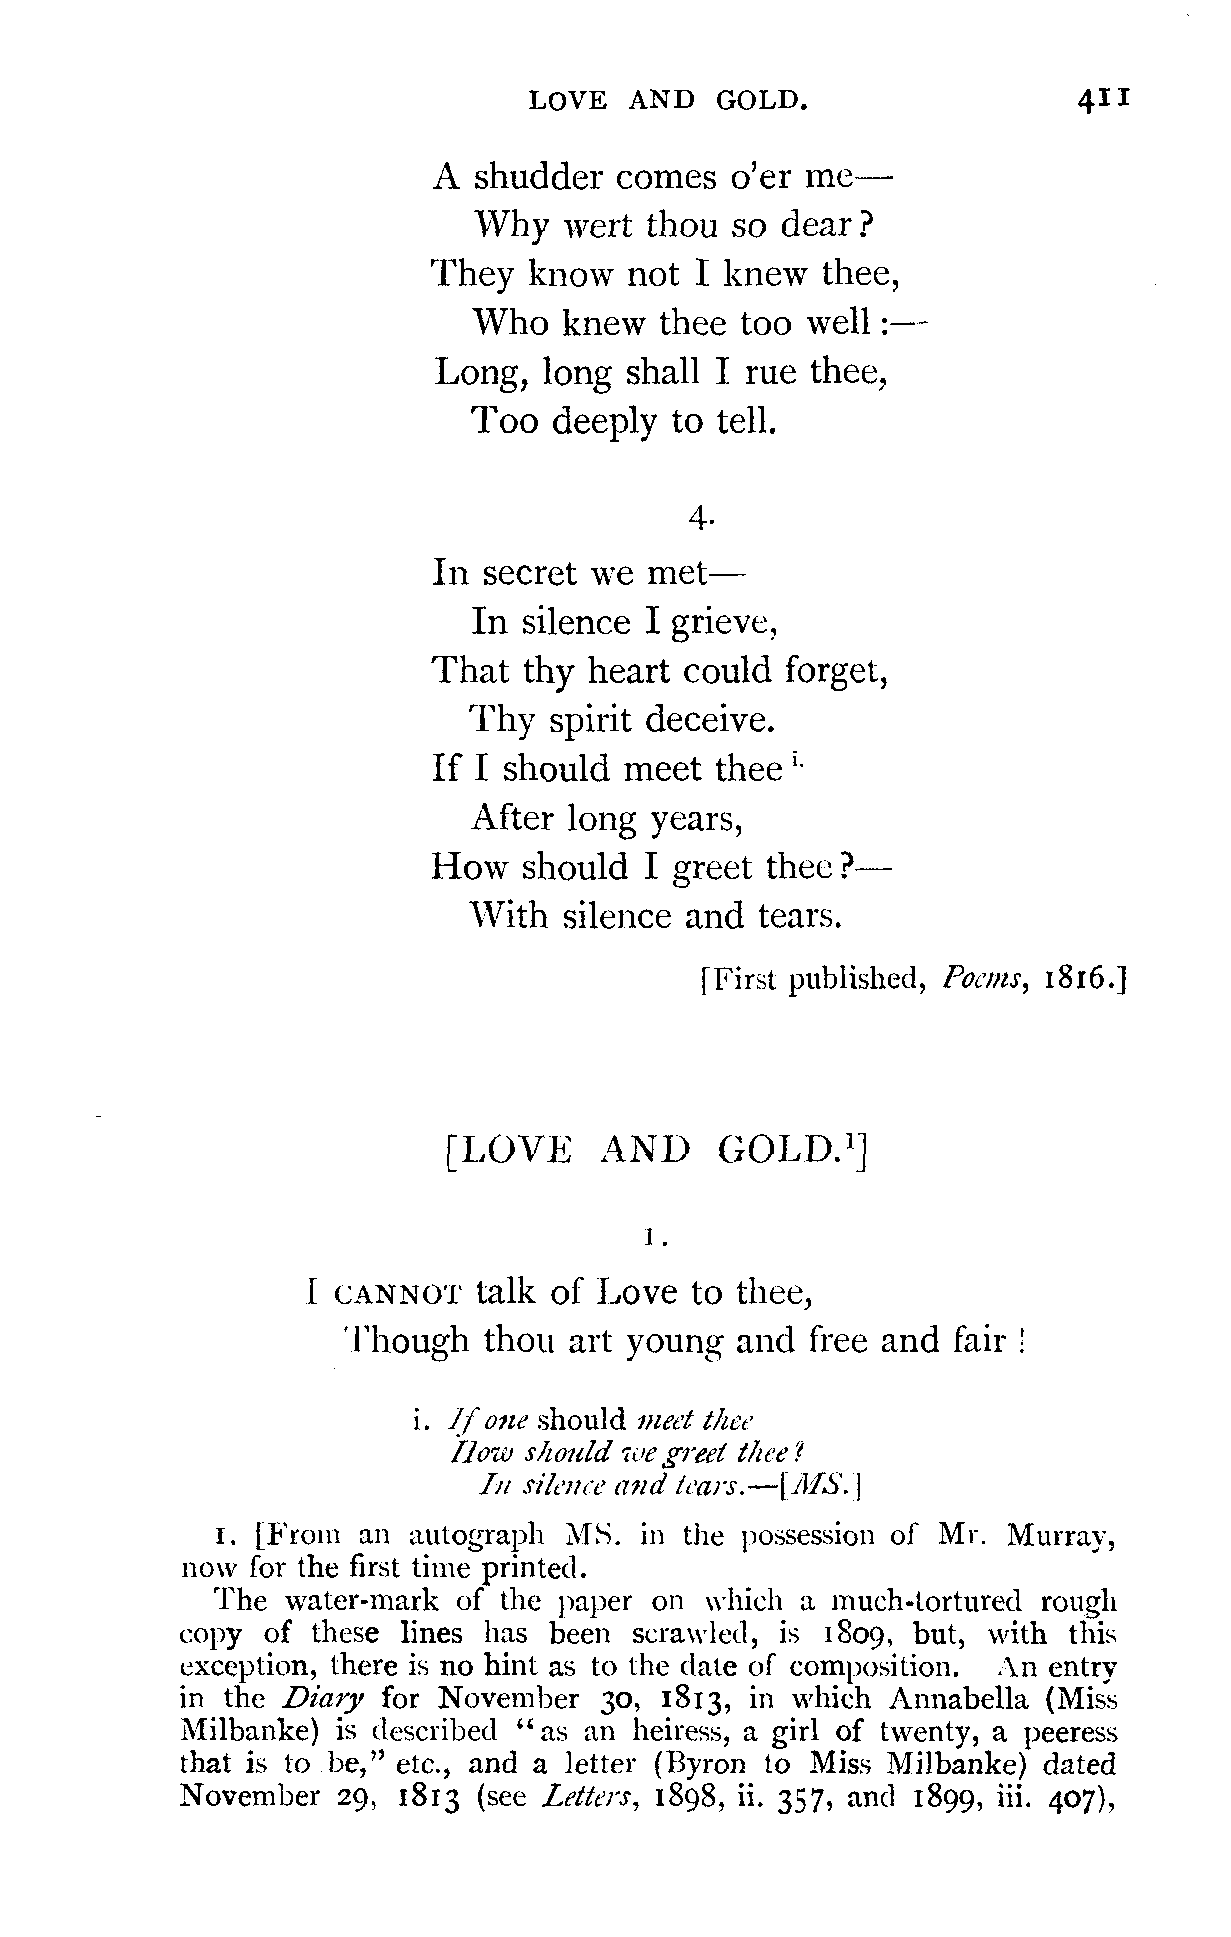 LOVE AND GOLD. 411
A shudder comes o'er me—
Why wert thou so dear?
They know not I knew thee,
Who knew thee too well:—
Long, long shall I rue thee,
Too deeply to tell.
4.
In secret we met—
In silence I grieve,
That thy heart could forget,
Thy spirit deceive.
If I should meet thee i.
After long years,
How should I greet thee?—
With silence and tears.
[First published, Poems, 1816.]
[LOVE AND GOLD.¹]
1.
I CANNOT talk of Love to thee,
Though thou art young and free and fair!
i. If one should meet thee
How should we greet thee?
In silence and tears.—[MS.]
1. [From an autograph MS. in the possession of Mr. Murray,
now for the first time printed.
The water-mark of the paper on which a much-tortured rough
copy of these lines has been scrawled, is 1809, but, with this
exception, there is no hint as to the date of composition. An entry
in the Diary for November 30, 1813, in which Annabella (Miss
Milbanke) is described "as an heiress, a girl of twenty, a peeress
that is to be," etc., and a letter (Byron to Miss Milbanke) dated
November 29, 1813 (see Letters, 1898, ii. 357, and 1899, iii. 407),